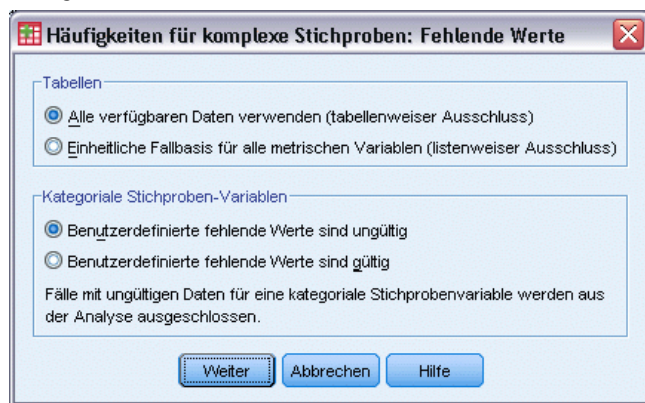 Häufigkeiten für komplexe Stichproben: Fehlende Werte
Tabellen
Alle verfügbaren Daten verwenden (tabellenweiser Ausschluss)
Einheitliche Fallbasis für alle metrischen Variablen (listenweiser Ausschluss)
Kategoriale Stichproben-Variablen
Benutzerdefinierte fehlende Werte sind ungültig
Benutzerdefinierte fehlende Werte sind gültig
Fälle mit ungültigen Daten für eine kategoriale Stichprobenvariable werden aus
der Analyse ausgeschlossen.
Weiter Abbrechen Hilfe